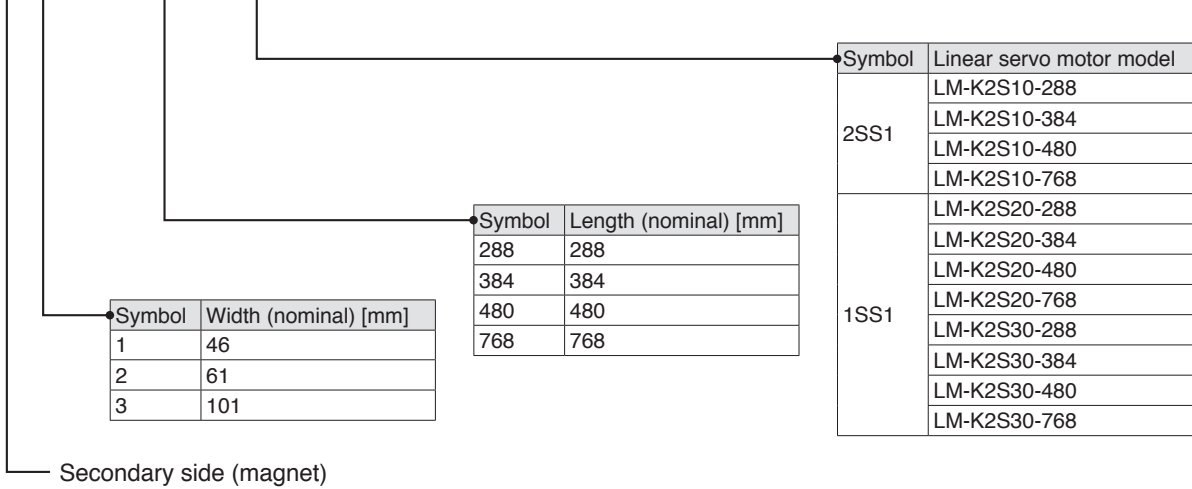 Symbol Linear servo motor model
2SS1
LM-K2S10-288
LM-K2S10-384
LM-K2S10-480
LM-K2S10-768
1SS1
LM-K2S20-288
LM-K2S20-384
LM-K2S20-480
LM-K2S20-768
LM-K2S30-288
LM-K2S30-384
LM-K2S30-480
LM-K2S30-768
Symbol Length (nominal) [mm]
288 288
384 384
480 480
768 768
Symbol Width (nominal) [mm]
1 46
2 61
3 101
Secondary side (magnet)